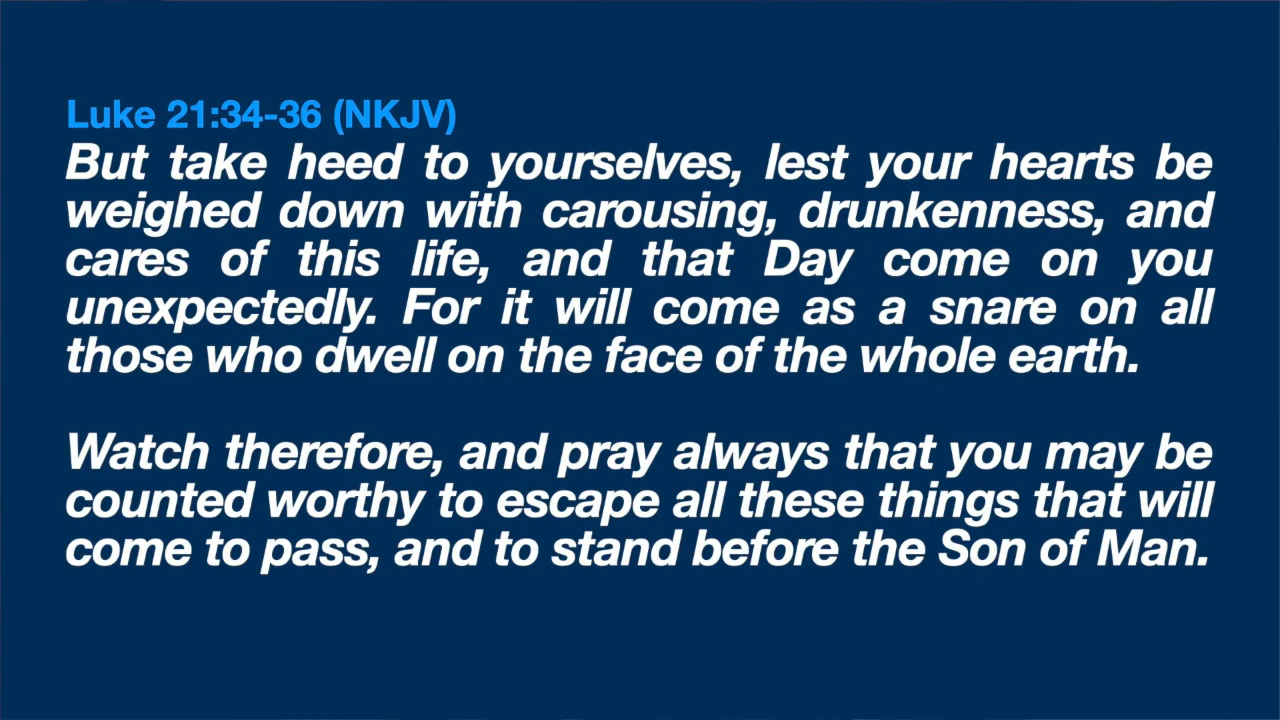 Luke 21:34-36 (NKJV)
But take heed to yourselves, lest your hearts be
weighed down with carousing, drunkenness, and
cares of this life, and that Day come on you
unexpectedly. For it will come as a snare on all
those who dwell on the face of the whole earth.
Watch therefore, and pray always that you may be
counted worthy to escape all these things that will
come to pass, and to stand before the Son of Man.